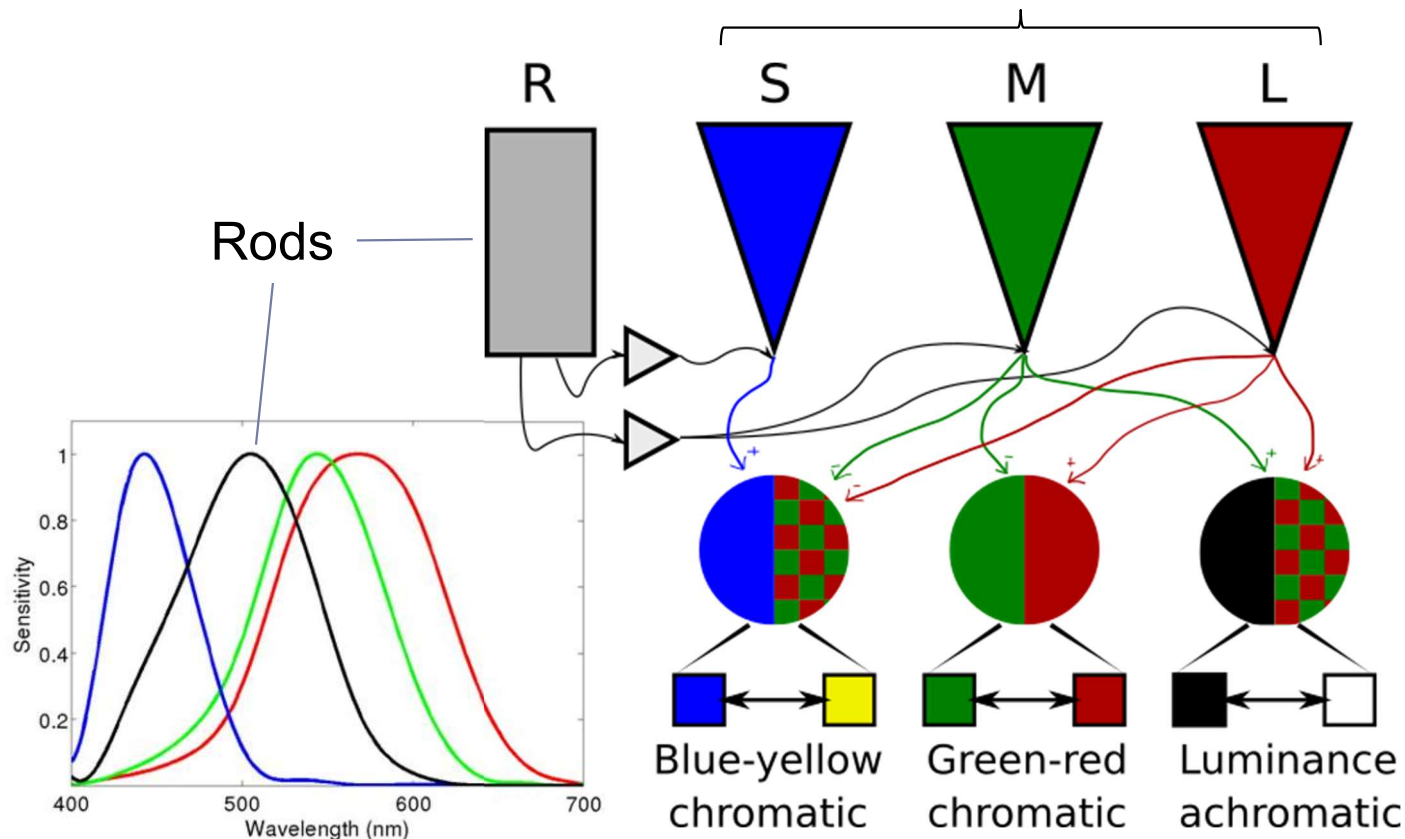 R
S
M
L
Rods
+
-
-
-
+
+
+
1
0.8
0.6
0.4
0.2
400
500
600
700
Sensitivity
Wavelength (nm)
Blue-yellow
chromatic
Green-red
chromatic
Luminance
achromatic